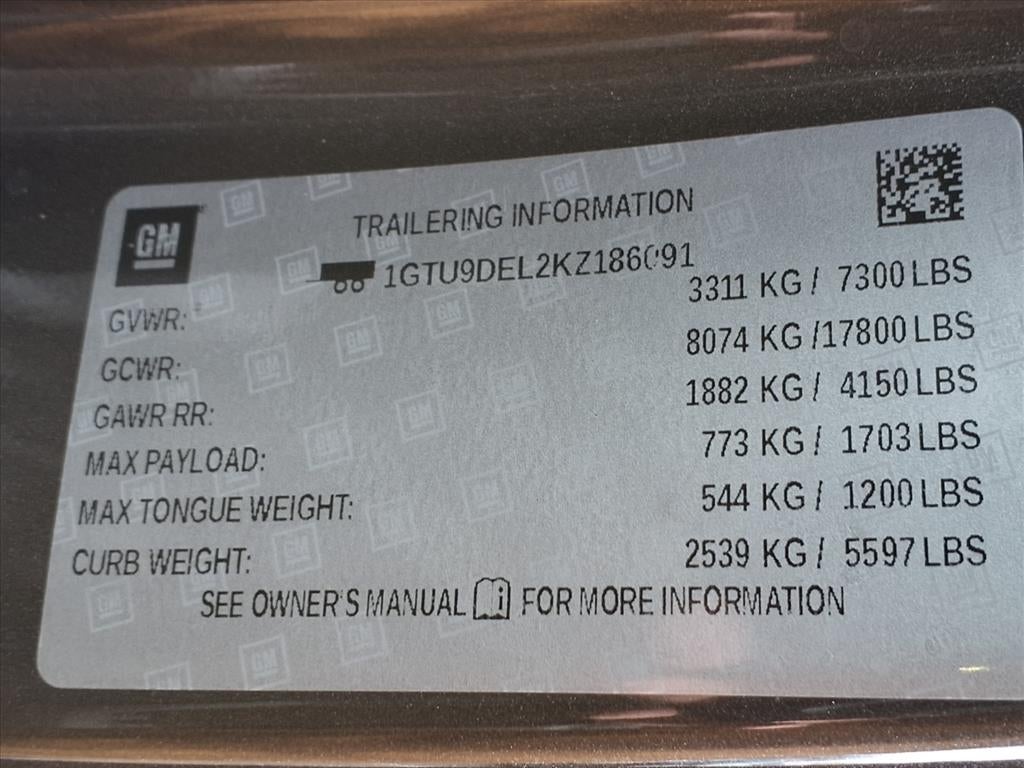 GM
TRAILERING INFORMATION
1GTU9DEL2KZ186091
GVWR: 3311 KG / 7300 LBS
GCWR: 8074 KG /17800 LBS
GAWR RR: 1882 KG / 4150 LBS
MAX PAYLOAD: 773 KG / 1703 LBS
MAX TONGUE WEIGHT: 544 KG / 1200 LBS
CURB WEIGHT: 2539 KG / 5597 LBS
SEE OWNER'S MANUAL i FOR MORE INFORMATION